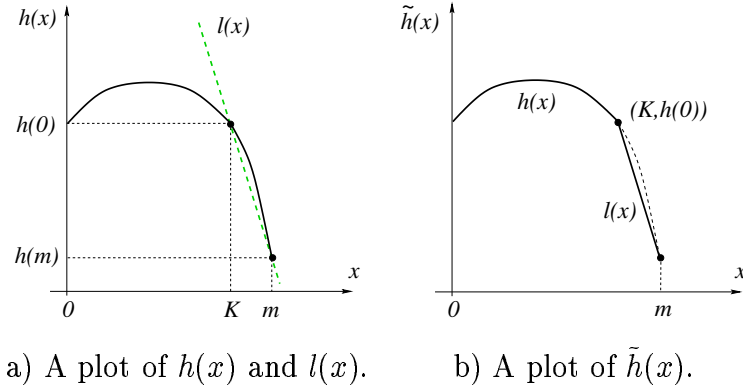 h(x)
l(x)
h(0)
h(m)
x
0
K
m
a) A plot of h(x) and l(x).
h̃(x)
h(x)
(K,h(0))
l(x)
x
0
m
b) A plot of h̃(x).